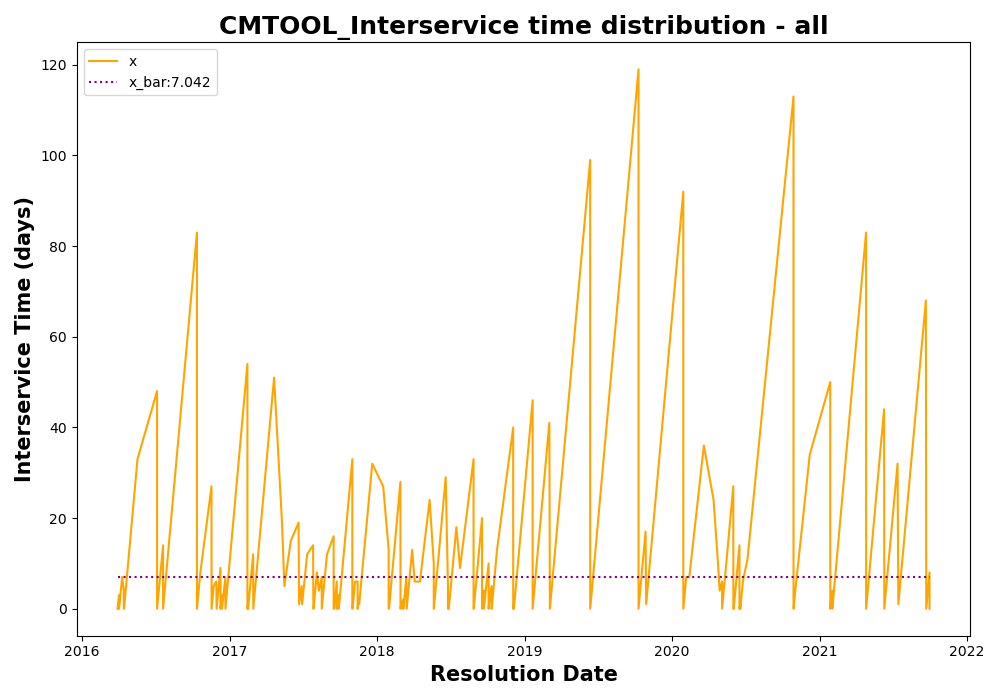 CMTOOL_Interservice time distribution - all
x
x_bar:7.042
Interservice Time (days)
120
100
80
60
40
20
0
2016
2017
2018
2019
2020
2021
2022
Resolution Date